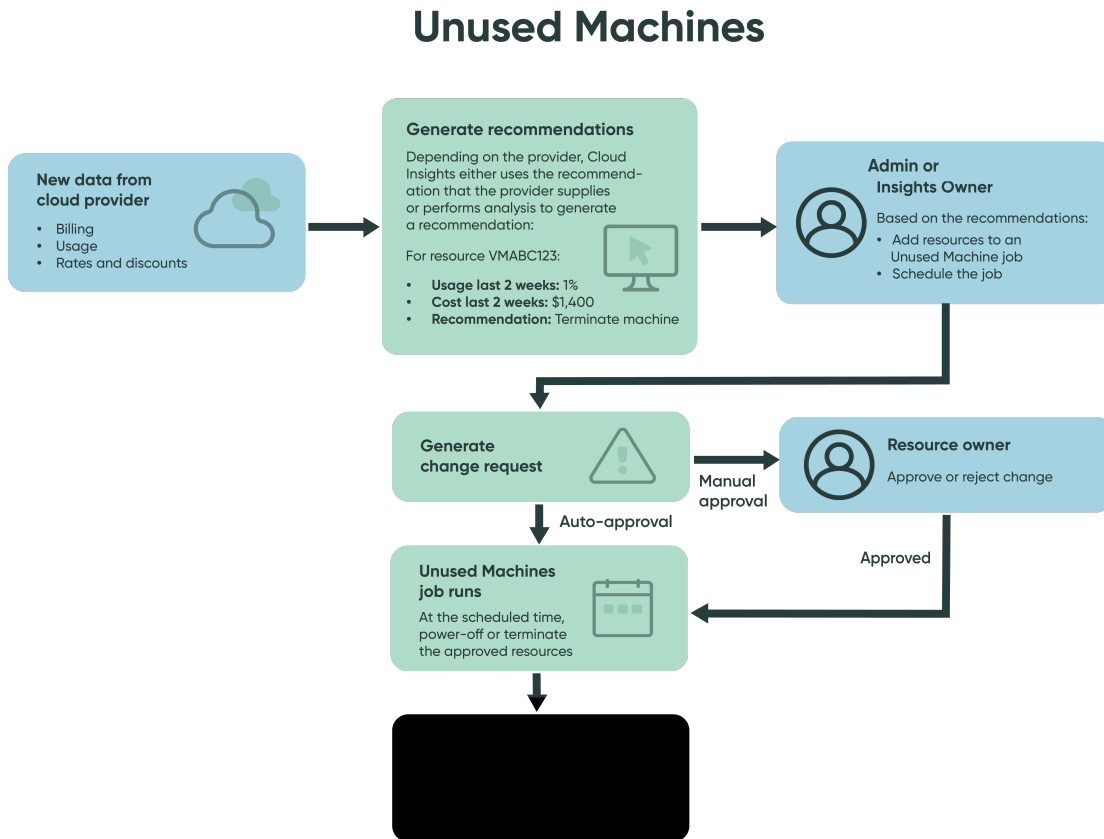 Unused Machines
New data from
cloud provider
• Billing
• Usage
• Rates and discounts
Generate recommendations
Depending on the provider, Cloud
Insights either uses the recommend-
ation that the provider supplies
or performs analysis to generate
a recommendation:
For resource VMABC123:
• Usage last 2 weeks: 1%
• Cost last 2 weeks: $1,400
• Recommendation: Terminate machine
Admin or
Insights Owner
Based on the recommendations:
• Add resources to an
Unused Machine job
• Schedule the job
Generate
change request
Manual
approval
Resource owner
Approve or reject change
Auto-approval
Approved
Unused Machines
job runs
At the scheduled time,
power-off or terminate
the approved resources